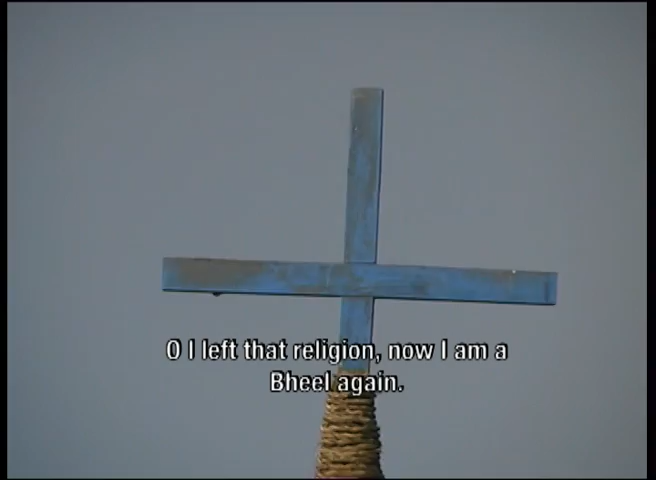 O I left that religion, now I am a
Bheel again.